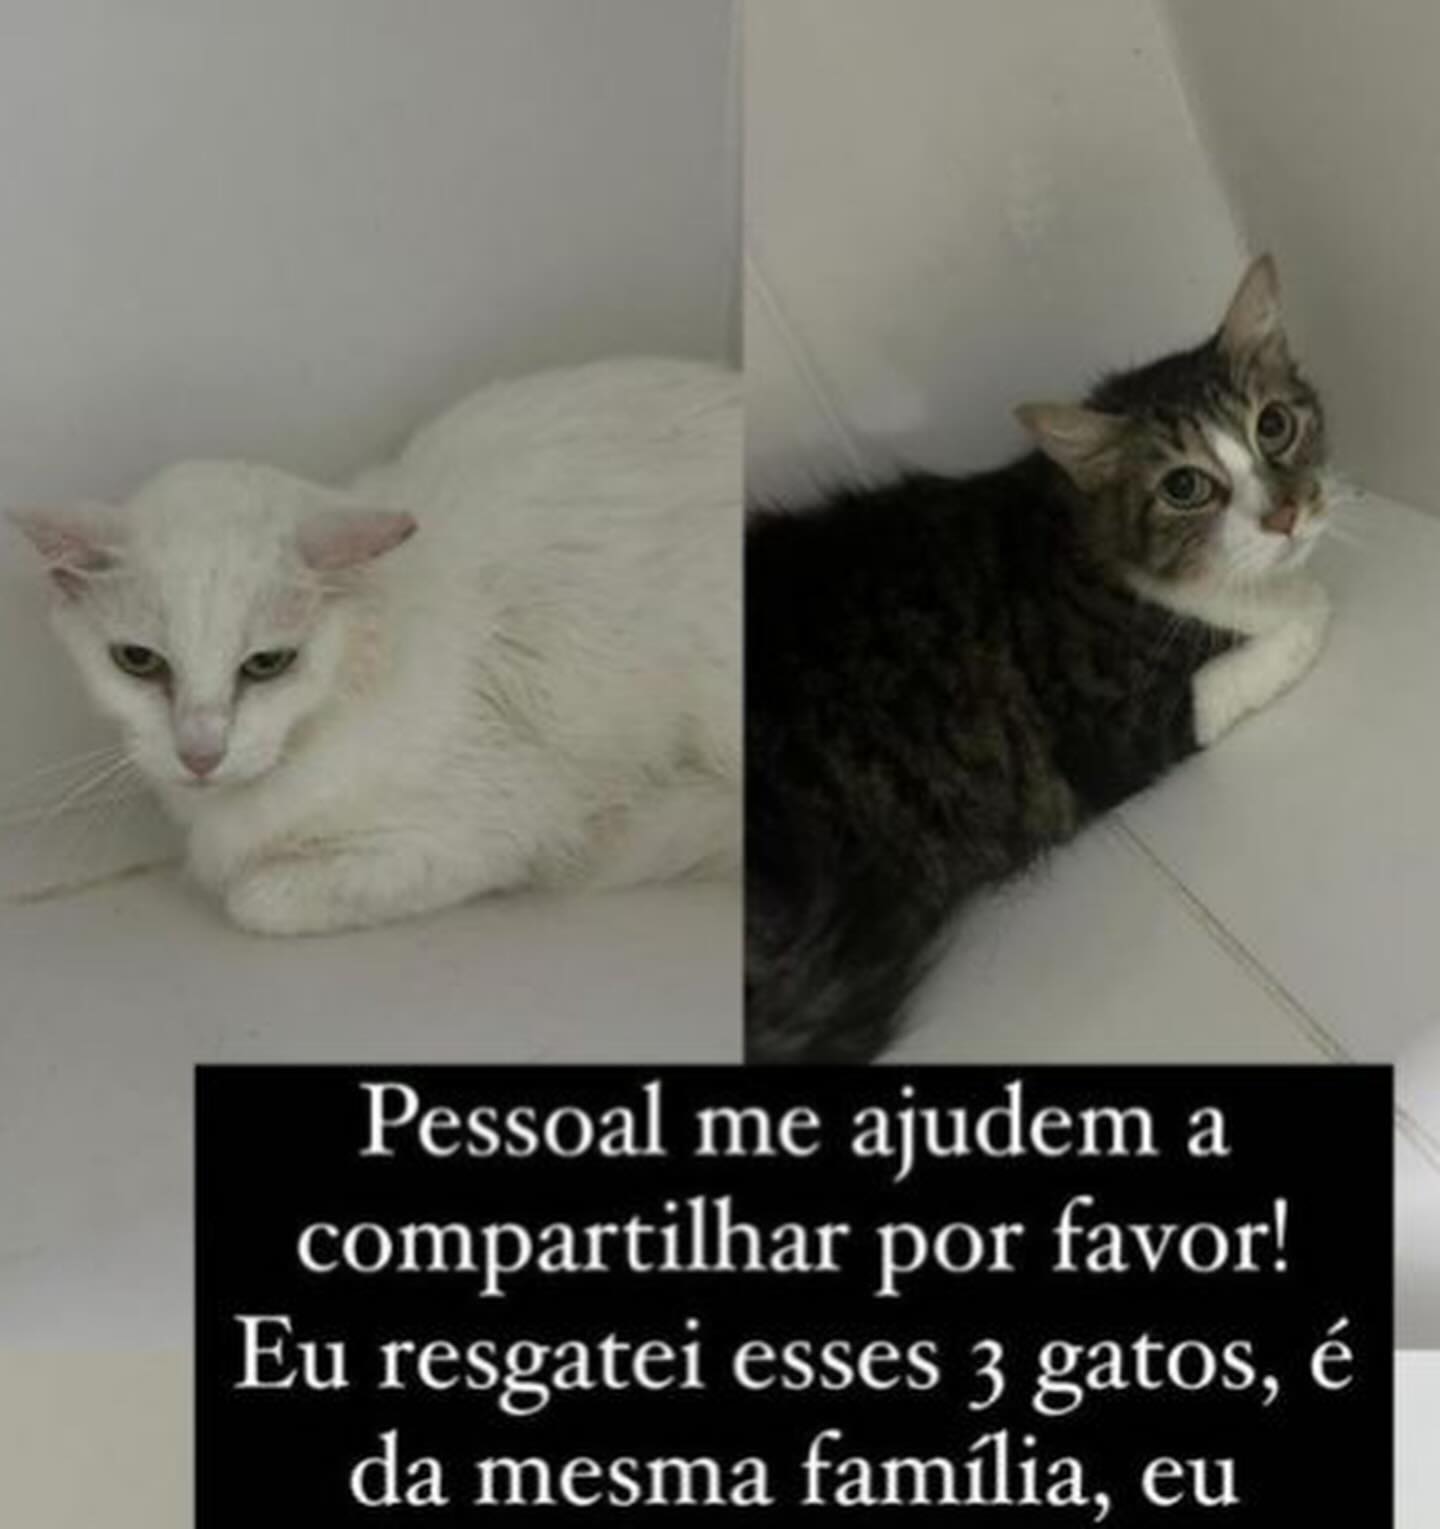 Pessoal me ajudem a
compartilhar por favor!
Eu resgatei esses 3 gatos, é
da mesma família, eu